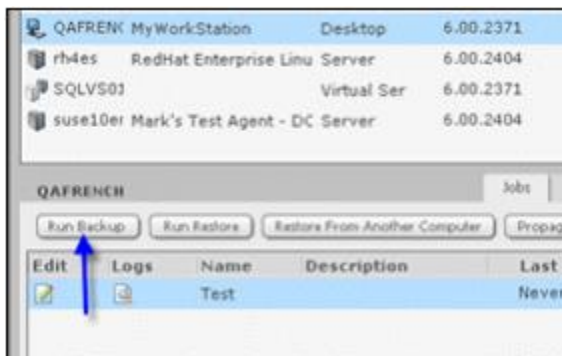 QAFRENC MyWorkStation Desktop 6.00.2371
rh4es RedHat Enterprise Linu Server 6.00.2404
SQLVS01 Virtual Ser 6.00.2371
suse10er Mark's Test Agent - DC Server 6.00.2404
QAFRENCH Jobs
Run Backup Run Restore Restore From Another Computer Propag
Edit Logs Name Description Last
Test Never